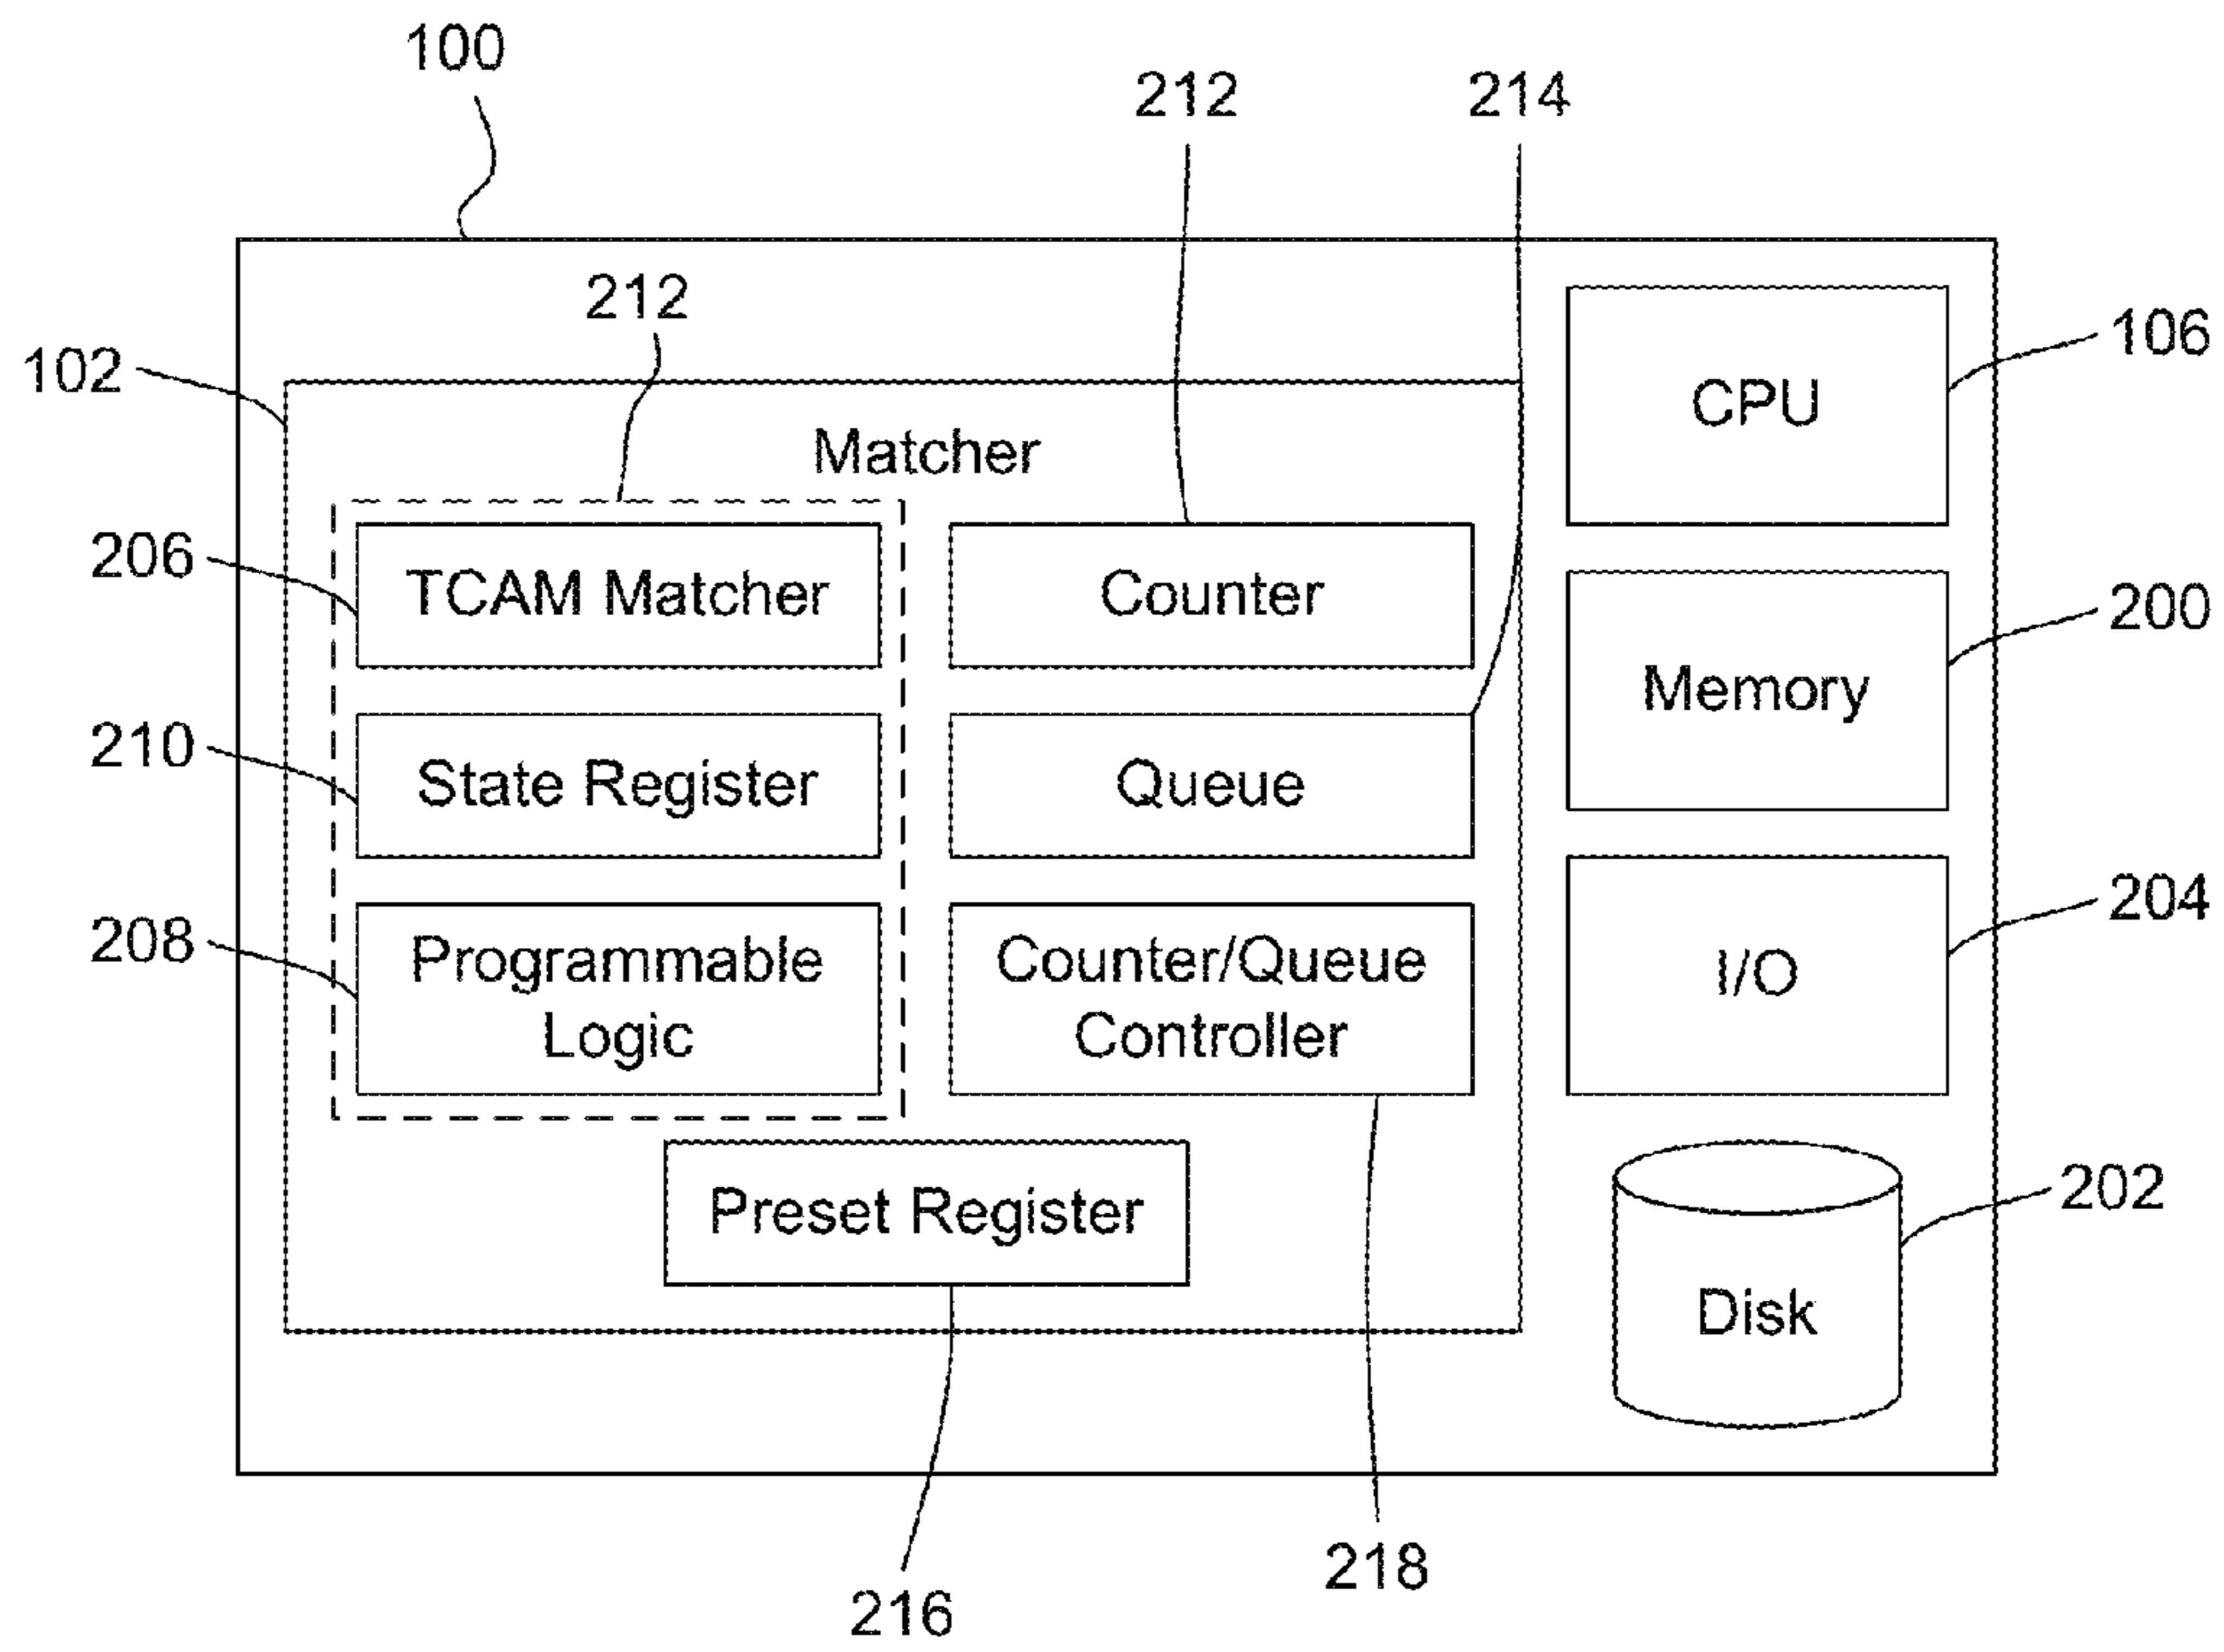 100
212
214
212
102
106
Matcher
CPU
206
TCAM Matcher
Counter
200
Memory
210
State Register
Queue
204
208
Programmable
Logic
Counter/Queue
Controller
I/O
202
Preset Register
Disk
218
216